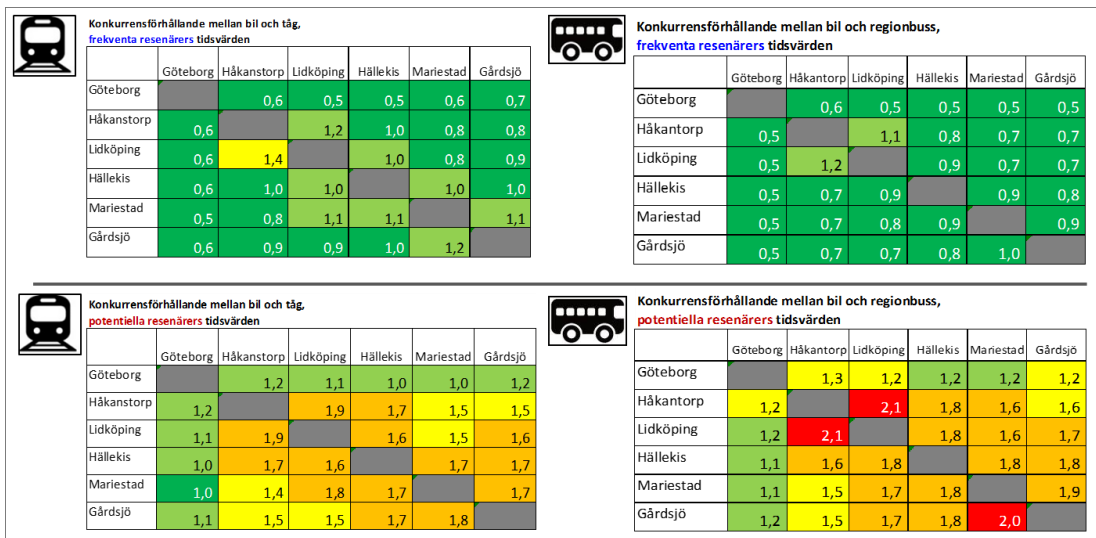 Konkurrensförhållande mellan bil och tåg,
frekventa resenärers tidsvärden
Göteborg Håkanstorp Lidköping Hällekis Mariestad Gårdsjö
Göteborg 0,6 0,5 0,5 0,6 0,7
Håkanstorp 0,6 1,2 1,0 0,8 0,8
Lidköping 0,6 1,4 1,0 0,8 0,9
Hällekis 0,6 1,0 1,0 1,0 1,0
Mariestad 0,5 0,8 1,1 1,1 1,1
Gårdsjö 0,6 0,9 0,9 1,0 1,2
Konkurrensförhållande mellan bil och regionbuss,
frekventa resenärers tidsvärden
Göteborg Håkantorp Lidköping Hällekis Mariestad Gårdsjö
Göteborg 0,6 0,5 0,5 0,5 0,5
Håkantorp 0,5 1,1 0,8 0,7 0,7
Lidköping 0,5 1,2 0,9 0,7 0,7
Hällekis 0,5 0,7 0,9 0,9 0,8
Mariestad 0,5 0,7 0,8 0,9 0,9
Gårdsjö 0,5 0,7 0,7 0,8 1,0
Konkurrensförhållande mellan bil och tåg,
potentiella resenärers tidsvärden
Göteborg Håkanstorp Lidköping Hällekis Mariestad Gårdsjö
Göteborg 1,2 1,1 1,0 1,0 1,2
Håkanstorp 1,2 1,9 1,7 1,5 1,5
Lidköping 1,1 1,9 1,6 1,5 1,6
Hällekis 1,0 1,7 1,6 1,7 1,7
Mariestad 1,0 1,4 1,8 1,7 1,7
Gårdsjö 1,1 1,5 1,5 1,7 1,8
Konkurrensförhållande mellan bil och regionbuss,
potentiella resenärers tidsvärden
Göteborg Håkantorp Lidköping Hällekis Mariestad Gårdsjö
Göteborg 1,3 1,2 1,2 1,2 1,2
Håkantorp 1,2 2,1 1,8 1,6 1,6
Lidköping 1,2 2,1 1,8 1,6 1,7
Hällekis 1,1 1,6 1,8 1,8 1,8
Mariestad 1,1 1,5 1,7 1,8 1,9
Gårdsjö 1,2 1,5 1,7 1,8 2,0